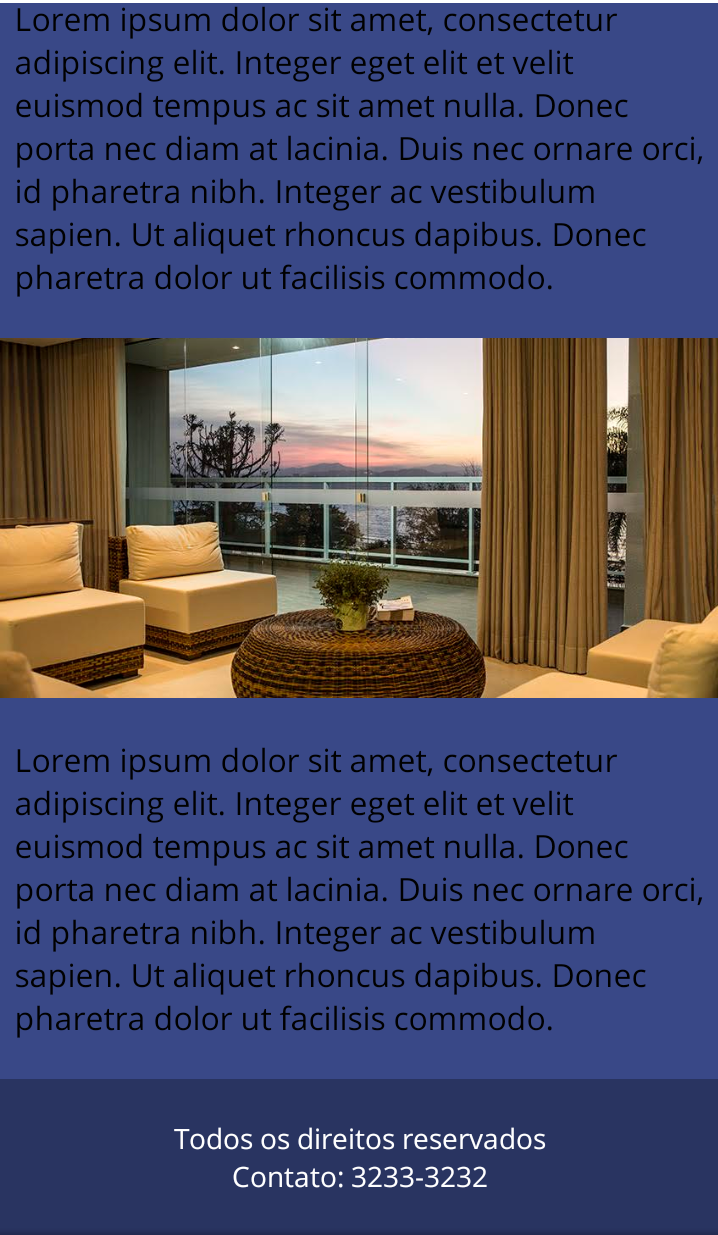 Lorem ipsum dolor sit amet, consectetur
adipiscing elit. Integer eget elit et velit
euismod tempus ac sit amet nulla. Donec
porta nec diam at lacinia. Duis nec ornare orci,
id pharetra nibh. Integer ac vestibulum
sapien. Ut aliquet rhoncus dapibus. Donec
pharetra dolor ut facilisis commodo.
Lorem ipsum dolor sit amet, consectetur
adipiscing elit. Integer eget elit et velit
euismod tempus ac sit amet nulla. Donec
porta nec diam at lacinia. Duis nec ornare orci,
id pharetra nibh. Integer ac vestibulum
sapien. Ut aliquet rhoncus dapibus. Donec
pharetra dolor ut facilisis commodo.
Todos os direitos reservados
Contato: 3233-3232